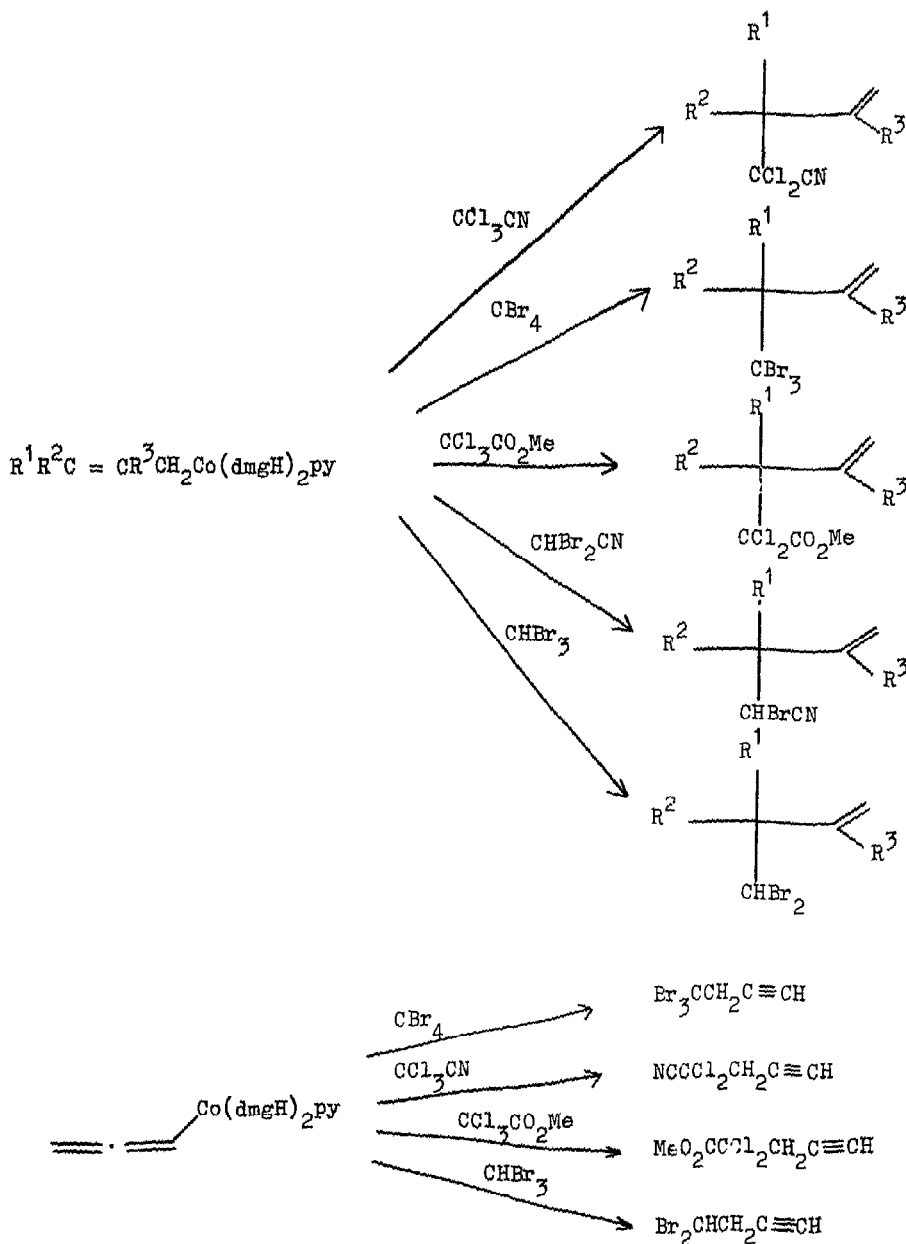 R¹
R² R³
CCl₂CN
CCl₃CN
R¹
R² R³
CBr₄
CBr₃
R¹R²C = CR³CH₂Co(dmgH)₂py
CCl₃CO₂Me
R¹
R² R³
CCl₂CO₂Me
CHBr₂CN
R¹
R² R³
CHBrCN
CHBr₃
R¹
R² R³
CHBr₂
Co(dmgH)₂py
CBr₄
Br₃CCH₂C≡CH
CCl₃CN
NCCCl₂CH₂C≡CH
CCl₃CO₂Me
MeO₂CCCl₂CH₂C≡CH
CHBr₃
Br₂CHCH₂C≡CH